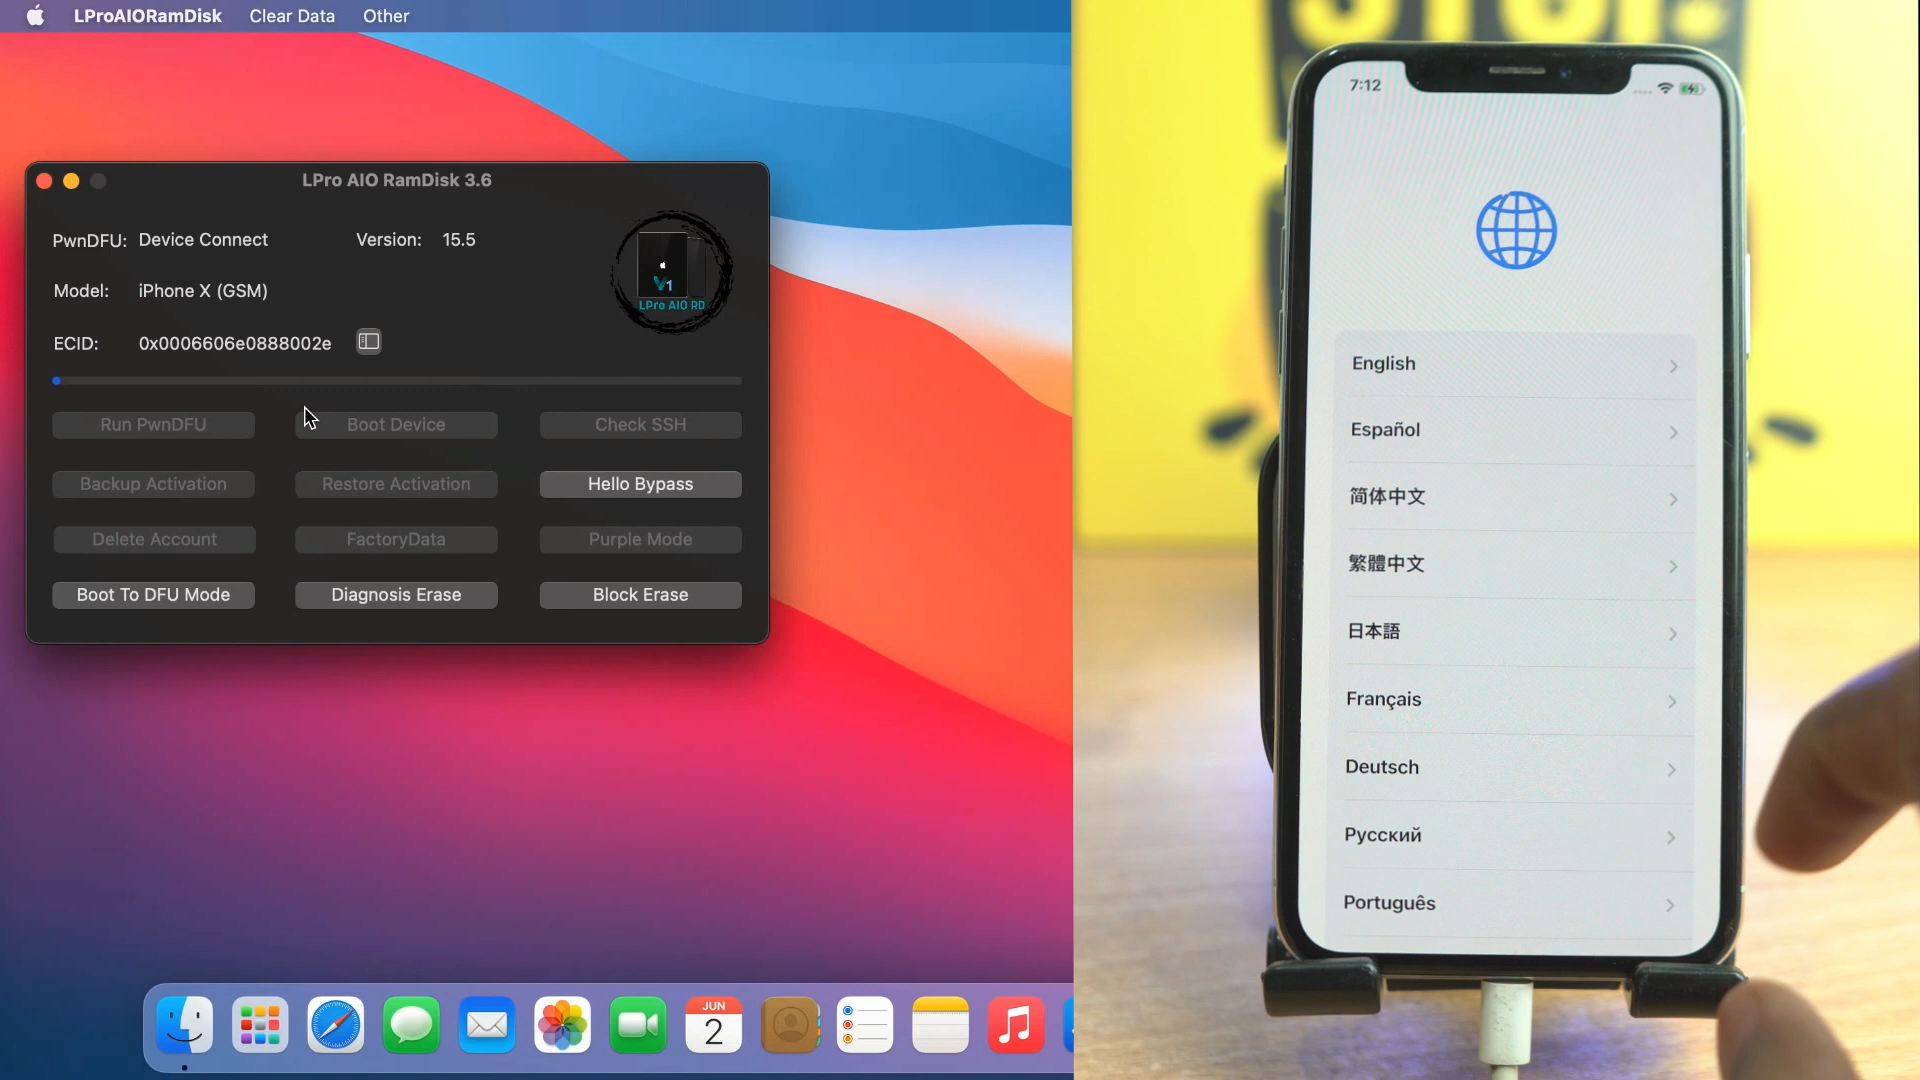 LProAIORamDisk Clear Data Other
LPro AIO RamDisk 3.6
PwnDFU: Device Connect Version: 15.5
Model: iPhone X (GSM)
ECID: 0x0006606e0888002e
V1
LPro AIO RD
Run PwnDFU Boot Device Check SSH
Backup Activation Restore Activation Hello Bypass
Delete Account FactoryData Purple Mode
Boot To DFU Mode Diagnosis Erase Block Erase
JUN
2
7:12
English
Español
简体中文
繁體中文
日本語
Français
Deutsch
Русский
Português